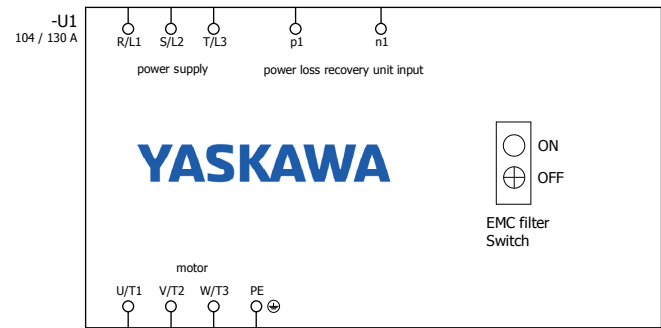 -U1
104 / 130 A
R/L1 S/L2 T/L3 p1 n1
power supply power loss recovery unit input
YASKAWA
ON
OFF
EMC filter
Switch
motor
U/T1 V/T2 W/T3 PE